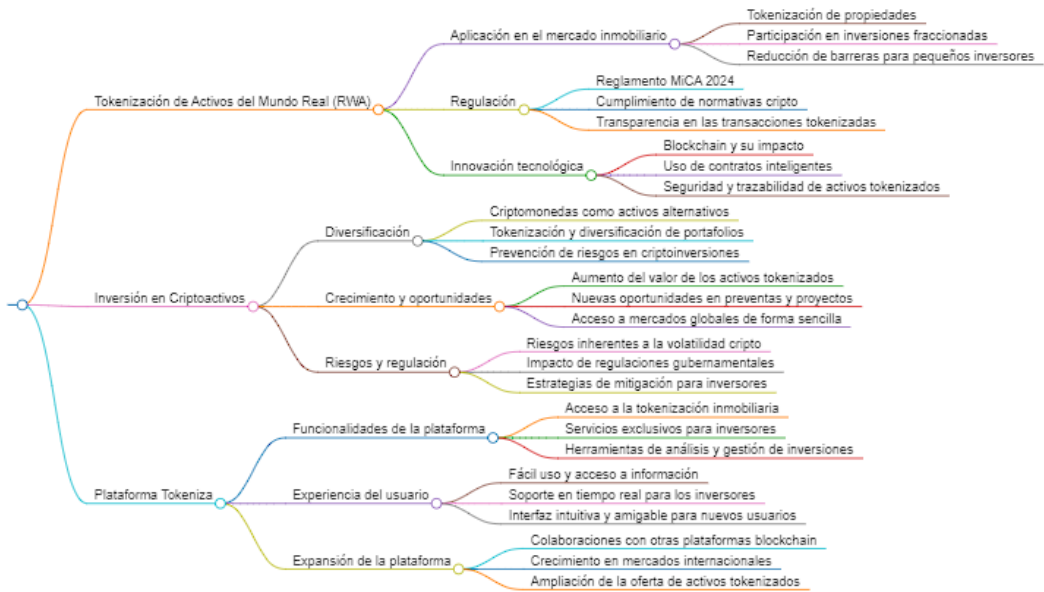 Tokenización de Activos del Mundo Real (RWA)
Aplicación en el mercado inmobiliario
Tokenización de propiedades
Participación en inversiones fraccionadas
Reducción de barreras para pequeños inversores
Regulación
Reglamento MiCA 2024
Cumplimiento de normativas cripto
Transparencia en las transacciones tokenizadas
Innovación tecnológica
Blockchain y su impacto
Uso de contratos inteligentes
Seguridad y trazabilidad de activos tokenizados
Inversión en Criptoactivos
Diversificación
Criptomonedas como activos alternativos
Tokenización y diversificación de portafolios
Prevención de riesgos en criptoinversiones
Crecimiento y oportunidades
Aumento del valor de los activos tokenizados
Nuevas oportunidades en preventas y proyectos
Acceso a mercados globales de forma sencilla
Riesgos y regulación
Riesgos inherentes a la volatilidad cripto
Impacto de regulaciones gubernamentales
Estrategias de mitigación para inversores
Plataforma Tokeniza
Funcionalidades de la plataforma
Acceso a la tokenización inmobiliaria
Servicios exclusivos para inversores
Herramientas de análisis y gestión de inversiones
Experiencia del usuario
Fácil uso y acceso a información
Soporte en tiempo real para los inversores
Interfaz intuitiva y amigable para nuevos usuarios
Expansión de la plataforma
Colaboraciones con otras plataformas blockchain
Crecimiento en mercados internacionales
Ampliación de la oferta de activos tokenizados